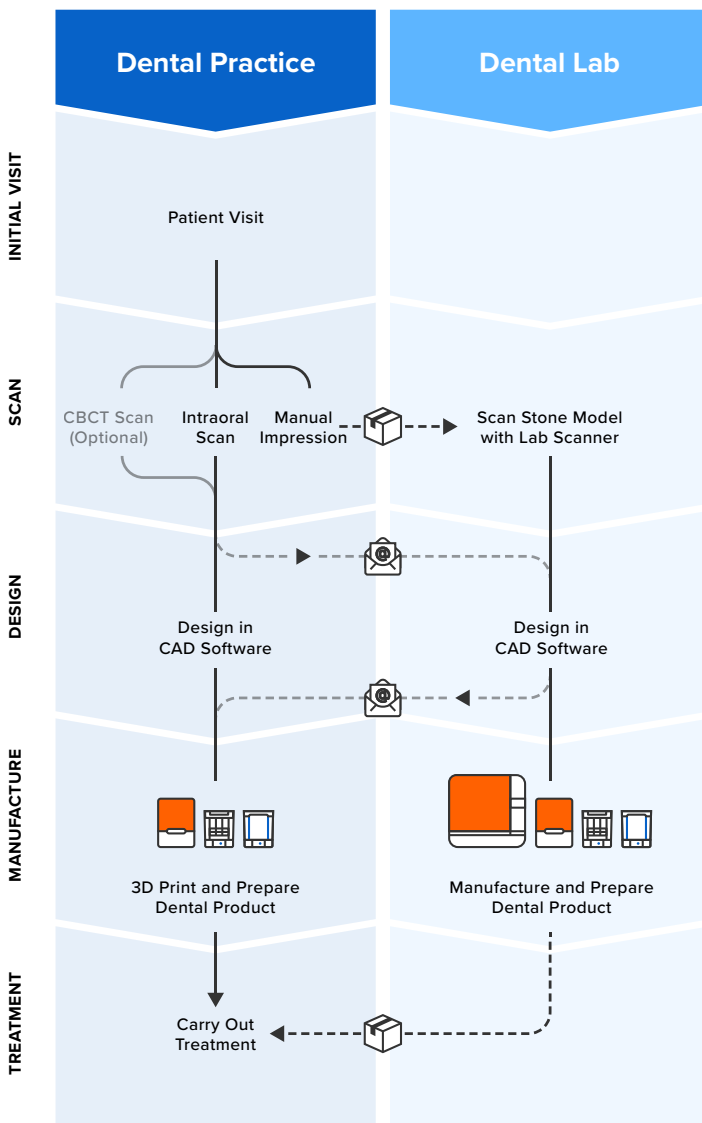 Dental Practice
Dental Lab
INITIAL VISIT
Patient Visit
SCAN
CBCT Scan
(Optional)
Intraoral
Scan
Manual
Impression
Scan Stone Model
with Lab Scanner
@
DESIGN
Design in
CAD Software
Design in
CAD Software
@
MANUFACTURE
3D Print and Prepare
Dental Product
Manufacture and Prepare
Dental Product
TREATMENT
Carry Out
Treatment